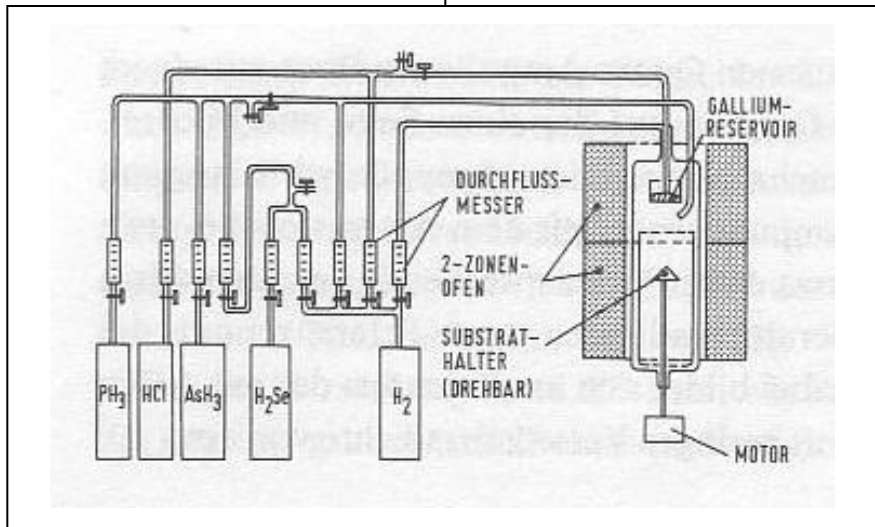 GALLIUM-
RESERVOIR
DURCHFLUSS-
MESSER
2-ZONEN-
OFEN
SUBSTRAT-
HALTER
(DREHBAR)
PH3
HCl
AsH3
H2Se
H2
MOTOR